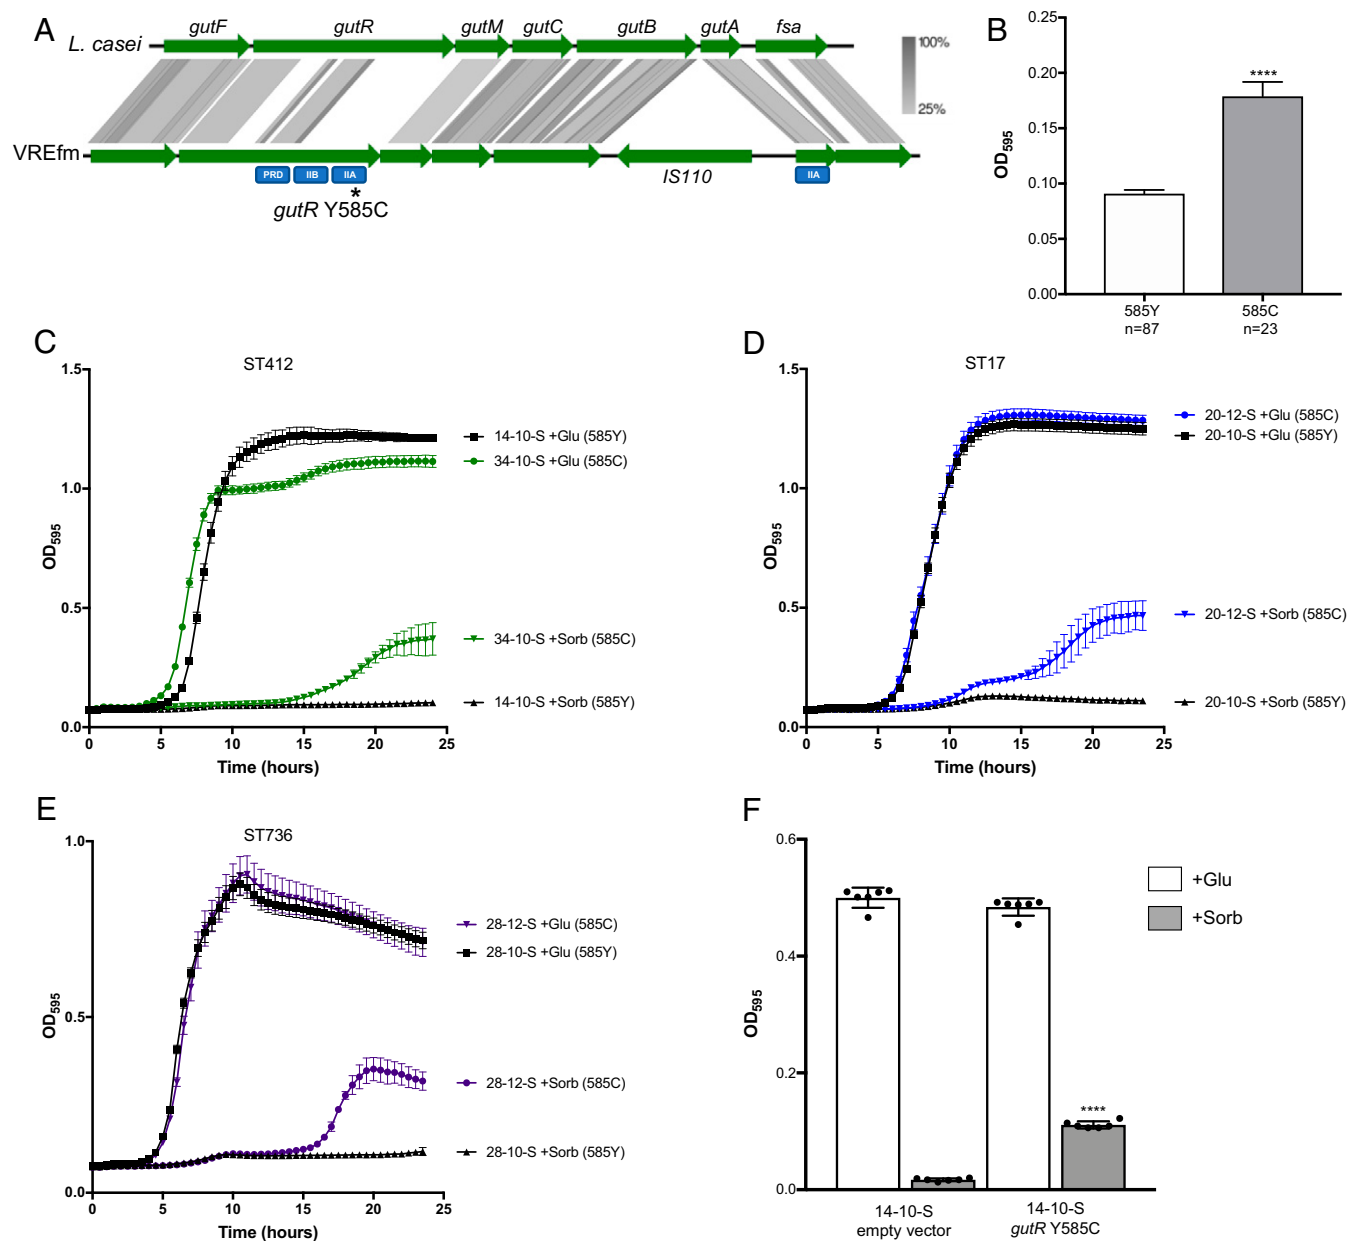 A
gutF gutR gutM gutC gutB gutA fsa
L. casei
100%
25%
VREfm
PRD IIB IIA IIA
IS110
*
gutR Y585C
B
0.25
0.20
0.15
0.10
0.05
0.00
OD595
****
585Y 585C
n=87 n=23
C
ST412
1.5
1.0
0.5
0.0
OD595
0 5 10 15 20 25
Time (hours)
14-10-S +Glu (585Y)
34-10-S +Glu (585C)
34-10-S +Sorb (585C)
14-10-S +Sorb (585Y)
D
ST17
1.5
1.0
0.5
0.0
OD595
0 5 10 15 20 25
Time (hours)
20-12-S +Glu (585C)
20-10-S +Glu (585Y)
20-12-S +Sorb (585C)
20-10-S +Sorb (585Y)
E
ST736
1.0
0.5
0.0
OD595
0 5 10 15 20 25
Time (hours)
28-12-S +Glu (585C)
28-10-S +Glu (585Y)
28-12-S +Sorb (585C)
28-10-S +Sorb (585Y)
F
0.6
0.4
0.2
0.0
OD595
****
+Glu
+Sorb
14-10-S 14-10-S
empty vector gutR Y585C